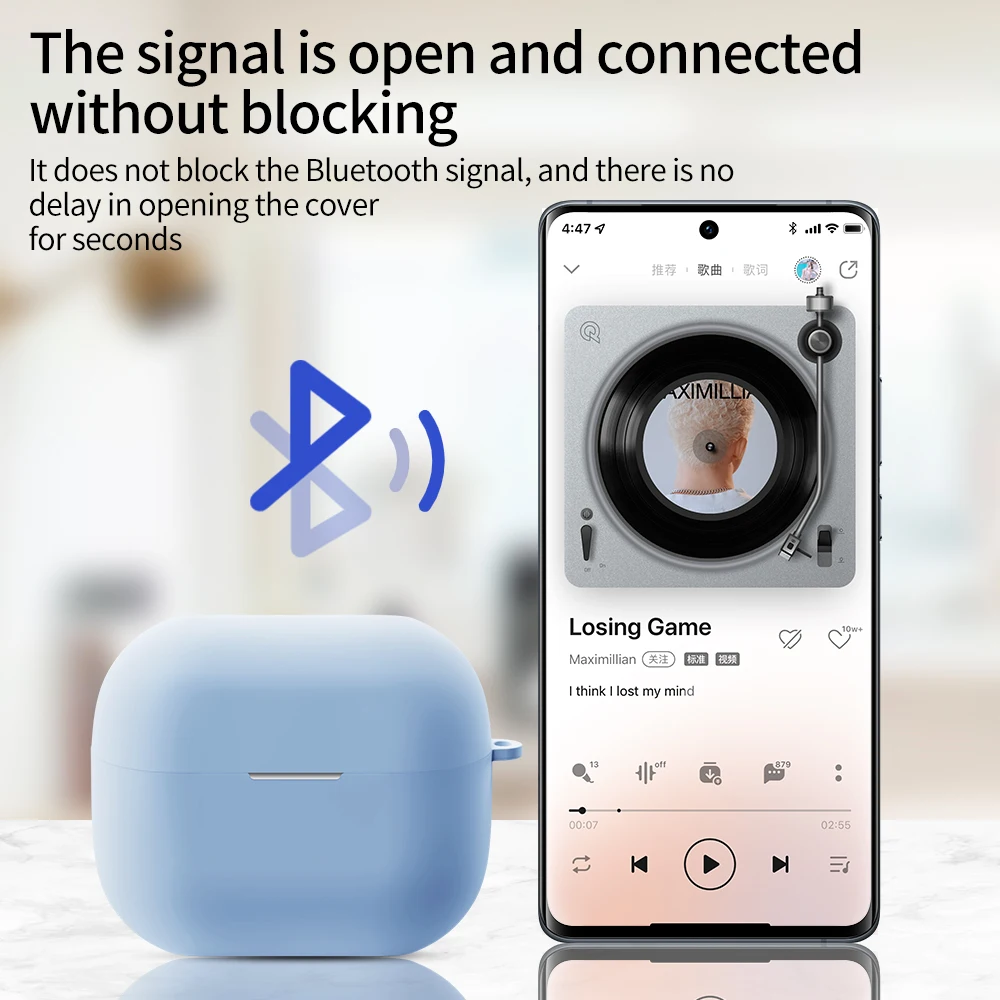 The signal is open and connected
without blocking
It does not block the Bluetooth signal, and there is no
delay in opening the cover
for seconds
4:47
推荐 歌曲 歌词
MAXIMILLIA
Losing Game
10w+
Maximillian 关注 标准 视频
I think I lost my mind
13 off 879
00:07 02:55